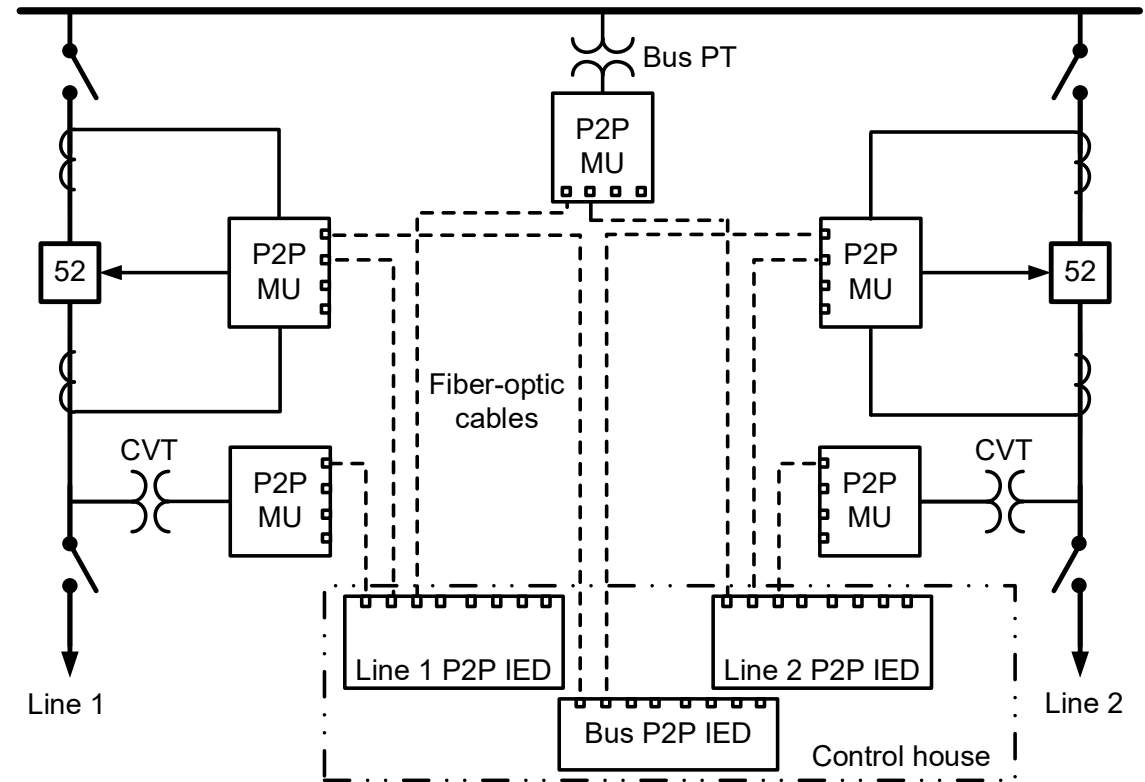 Bus PT
P2P
MU
52
P2P
MU
P2P
MU
52
Fiber-optic
cables
CVT
P2P
MU
P2P
MU
CVT
Line 1 P2P IED
Line 2 P2P IED
Line 1
Line 2
Bus P2P IED
Control house